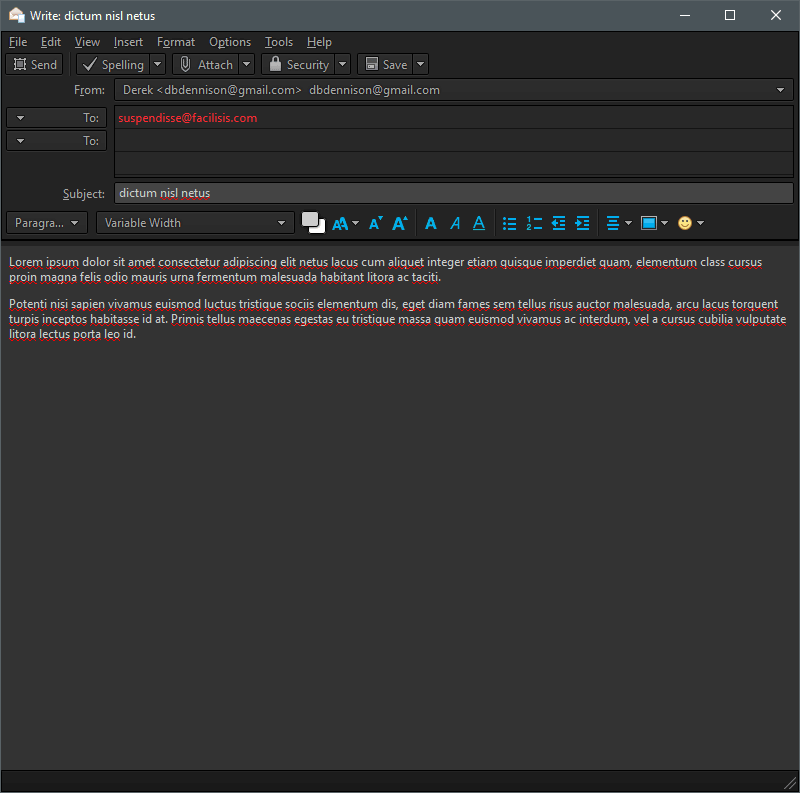 Write: dictum nisl netus
File Edit View Insert Format Options Tools Help
Send Spelling Attach Security Save
From: Derek <dbdennison@gmail.com> dbdennison@gmail.com
To: suspendisse@facilisis.com
To:
Subject: dictum nisl netus
Paragra... Variable Width
Lorem ipsum dolor sit amet consectetur adipiscing elit netus lacus cum aliquet integer etiam quisque imperdiet quam, elementum class cursus
proin magna felis odio mauris urna fermentum malesuada habitant litora ac taciti.
Potenti nisi sapien vivamus euismod luctus tristique sociis elementum dis, eget diam fames sem tellus risus auctor malesuada, arcu lacus torquent
turpis inceptos habitasse id at. Primis tellus maecenas egestas eu tristique massa quam euismod vivamus ac interdum, vel a cursus cubilia vulputate
litora lectus porta leo id.